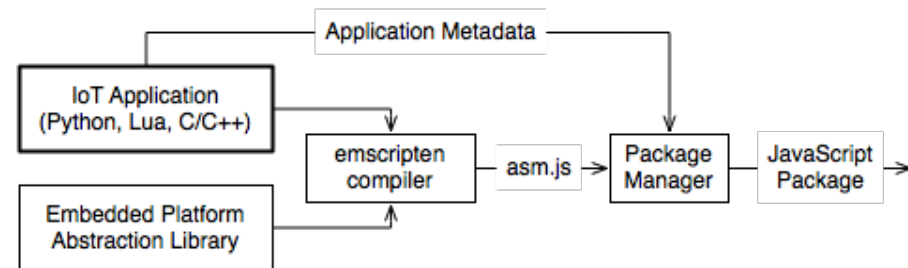 Application Metadata
IoT Application
(Python, Lua, C/C++)
emscripten
compiler
asm.js
Package
Manager
JavaScript
Package
Embedded Platform
Abstraction Library